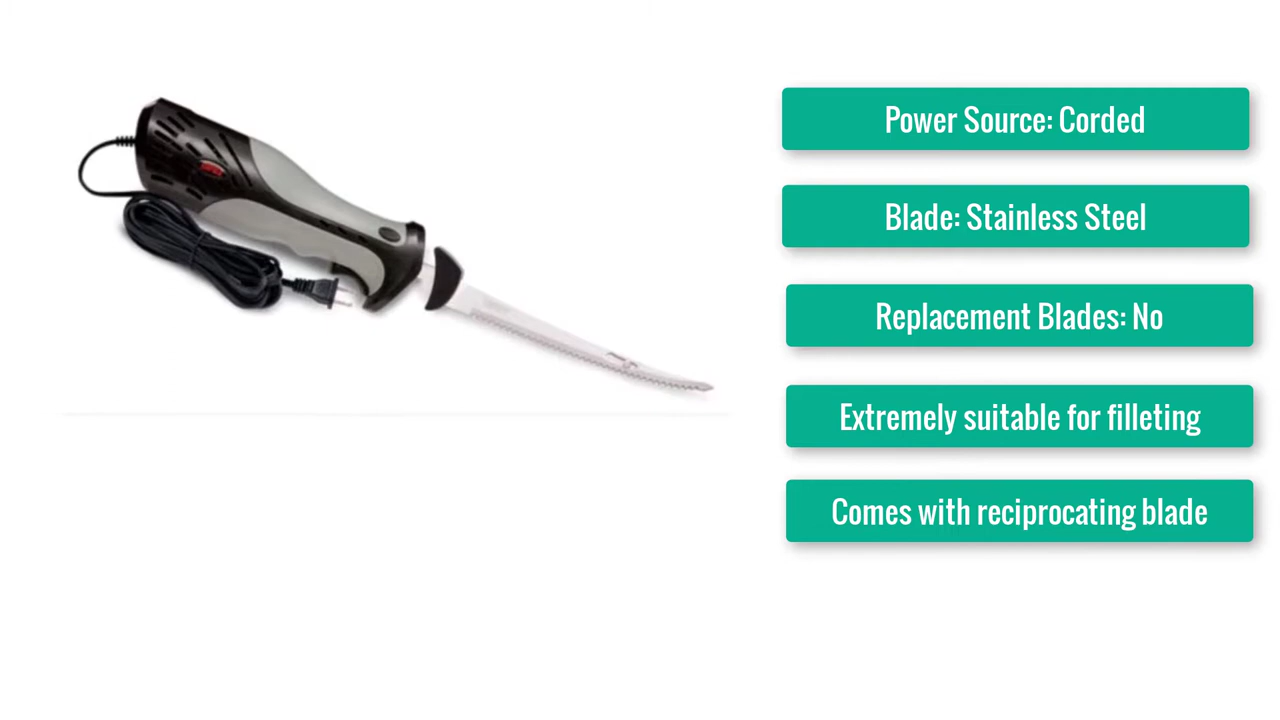 Power Source: Corded
Blade: Stainless Steel
Replacement Blades: No
Extremely suitable for filleting
Comes with reciprocating blade